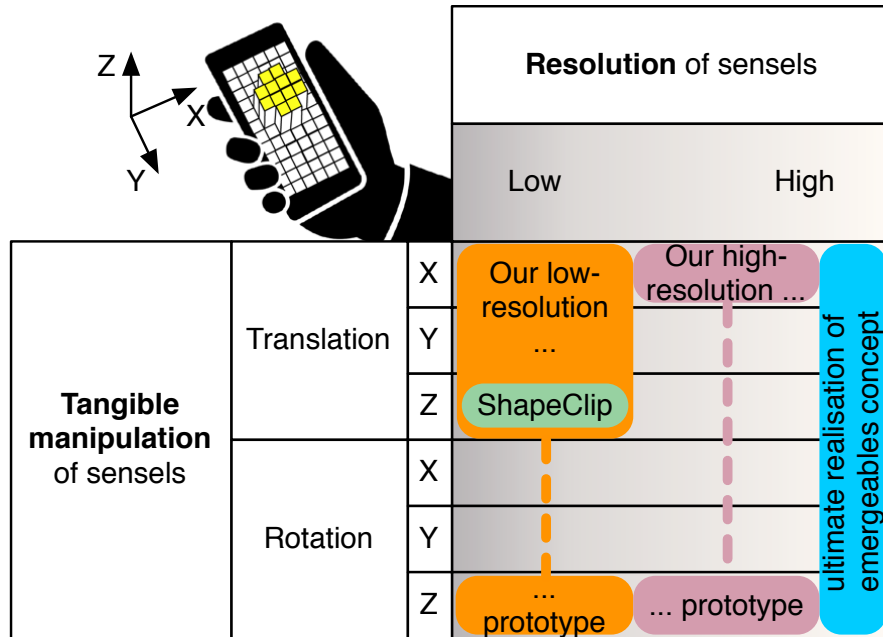 Z
X
Y
Resolution of sensels
Low
High
Tangible
manipulation
of sensels
Translation
Rotation
X
Y
Z
X
Y
Z
Our low-
resolution
...
ShapeClip
... 
prototype
Our high-
resolution ...
... prototype
ultimate realisation of
emergeables concept